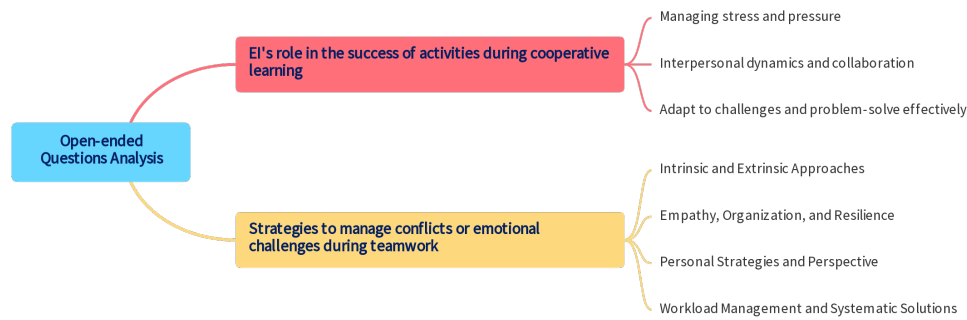 Open-ended
Questions Analysis
EI's role in the success of activities during cooperative
learning
Managing stress and pressure
Interpersonal dynamics and collaboration
Adapt to challenges and problem-solve effectively
Strategies to manage conflicts or emotional
challenges during teamwork
Intrinsic and Extrinsic Approaches
Empathy, Organization, and Resilience
Personal Strategies and Perspective
Workload Management and Systematic Solutions